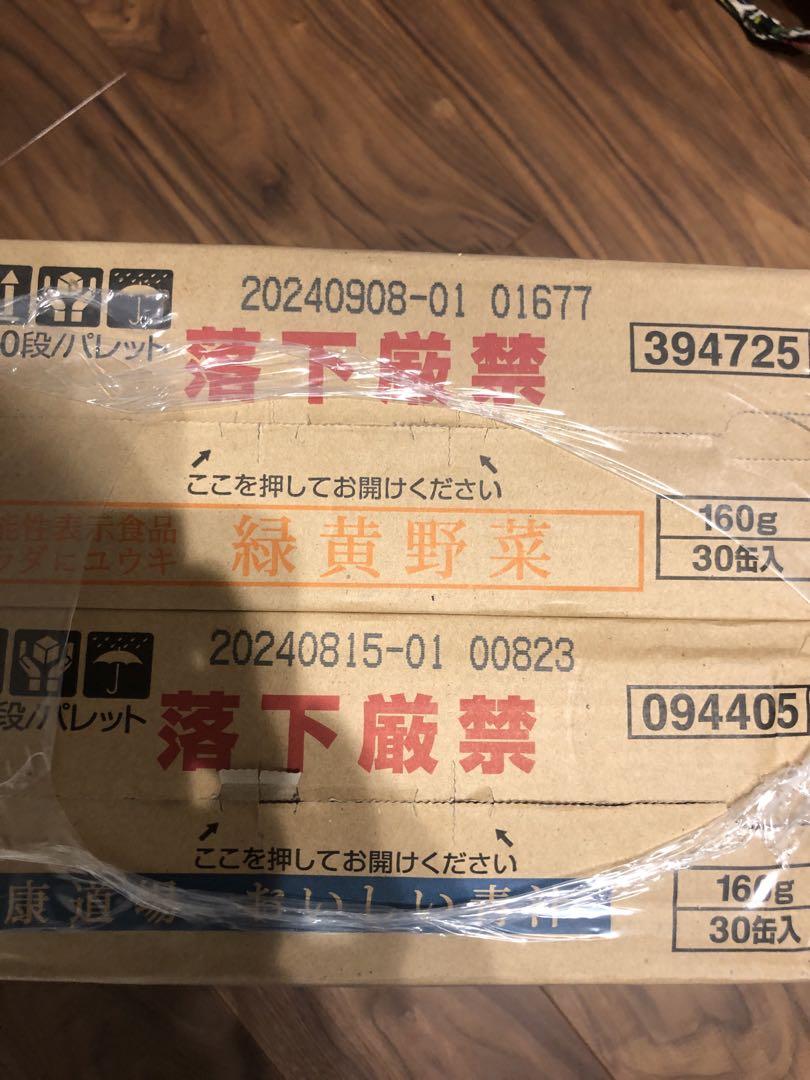 20240908-01 01677
0段/パレット
落下厳禁
394725
ここを押してお開けください
能性表示食品
ラダにユウキ
緑黄野菜
160g
30缶入
20240815-01 00823
段/パレット
落下厳禁
094405
ここを押してお開けください
康道場 おいしい青汁
160g
30缶入